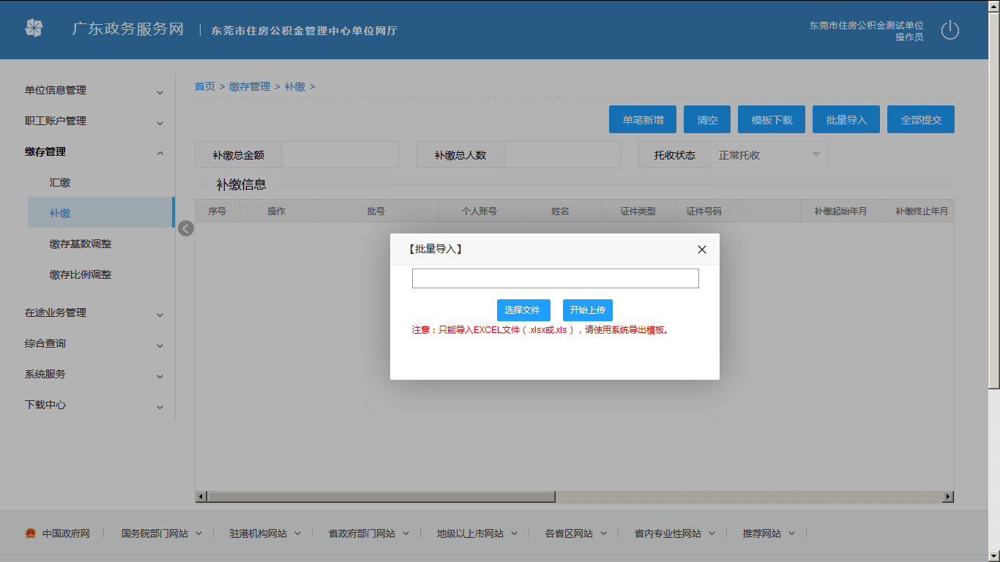 广东政务服务网 | 东莞市住房公积金管理中心单位网厅
东莞市住房公积金测试单位
操作员
单位信息管理
职工账户管理
缴存管理
汇缴
补缴
缴存基数调整
缴存比例调整
在途业务管理
综合查询
系统服务
下载中心
首页 > 缴存管理 > 补缴 >
单笔新增 清空 模板下载 批量导入 全部提交
补缴总金额 补缴总人数 托收状态 正常托收
补缴信息
序号 操作 批号 个人账号 姓名 证件类型 证件号码 补缴起始年月 补缴终止年月
【批量导入】
选择文件 开始上传
注意：只能导入EXCEL文件（.xlsx或.xls），请使用系统导出模板。
中国政府网 国务院部门网站 驻港机构网站 省政府部门网站 地级以上市网站 各省区网站 省内专业性网站 推荐网站